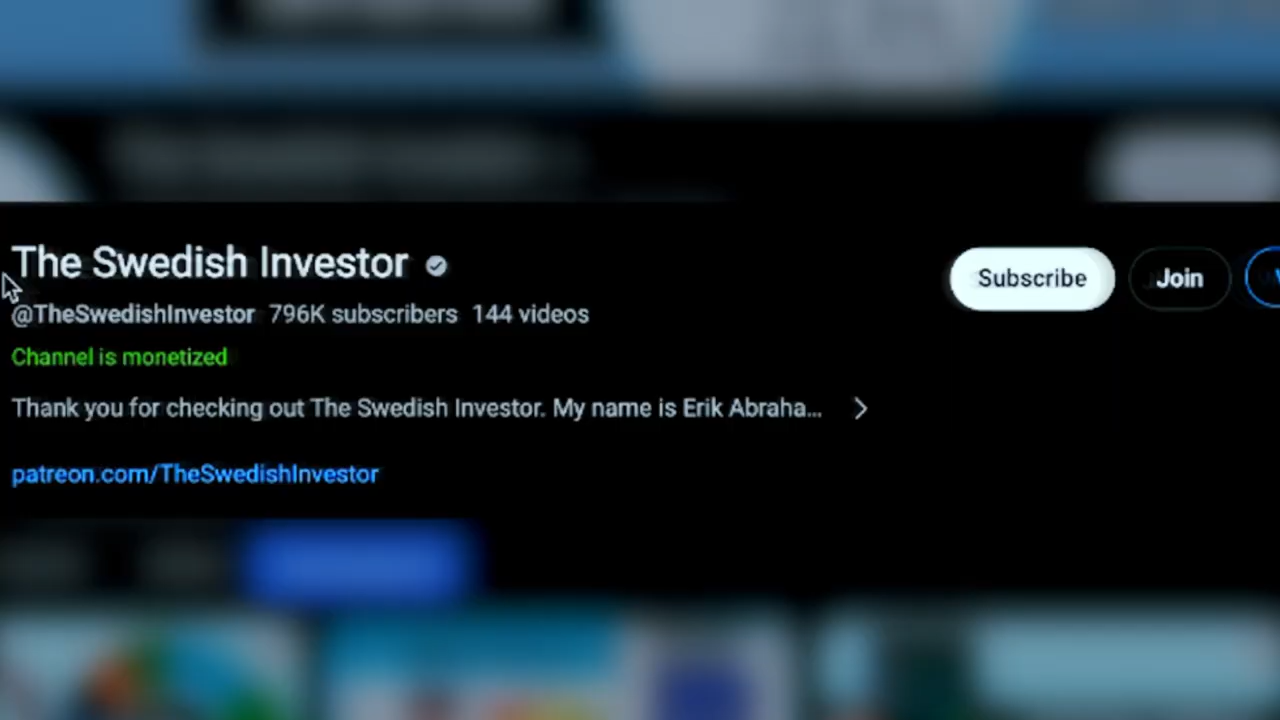 The Swedish Investor
@TheSwedishInvestor 796K subscribers 144 videos
Subscribe
Join
Channel is monetized
Thank you for checking out The Swedish Investor. My name is Erik Abraha...
patreon.com/TheSwedishInvestor